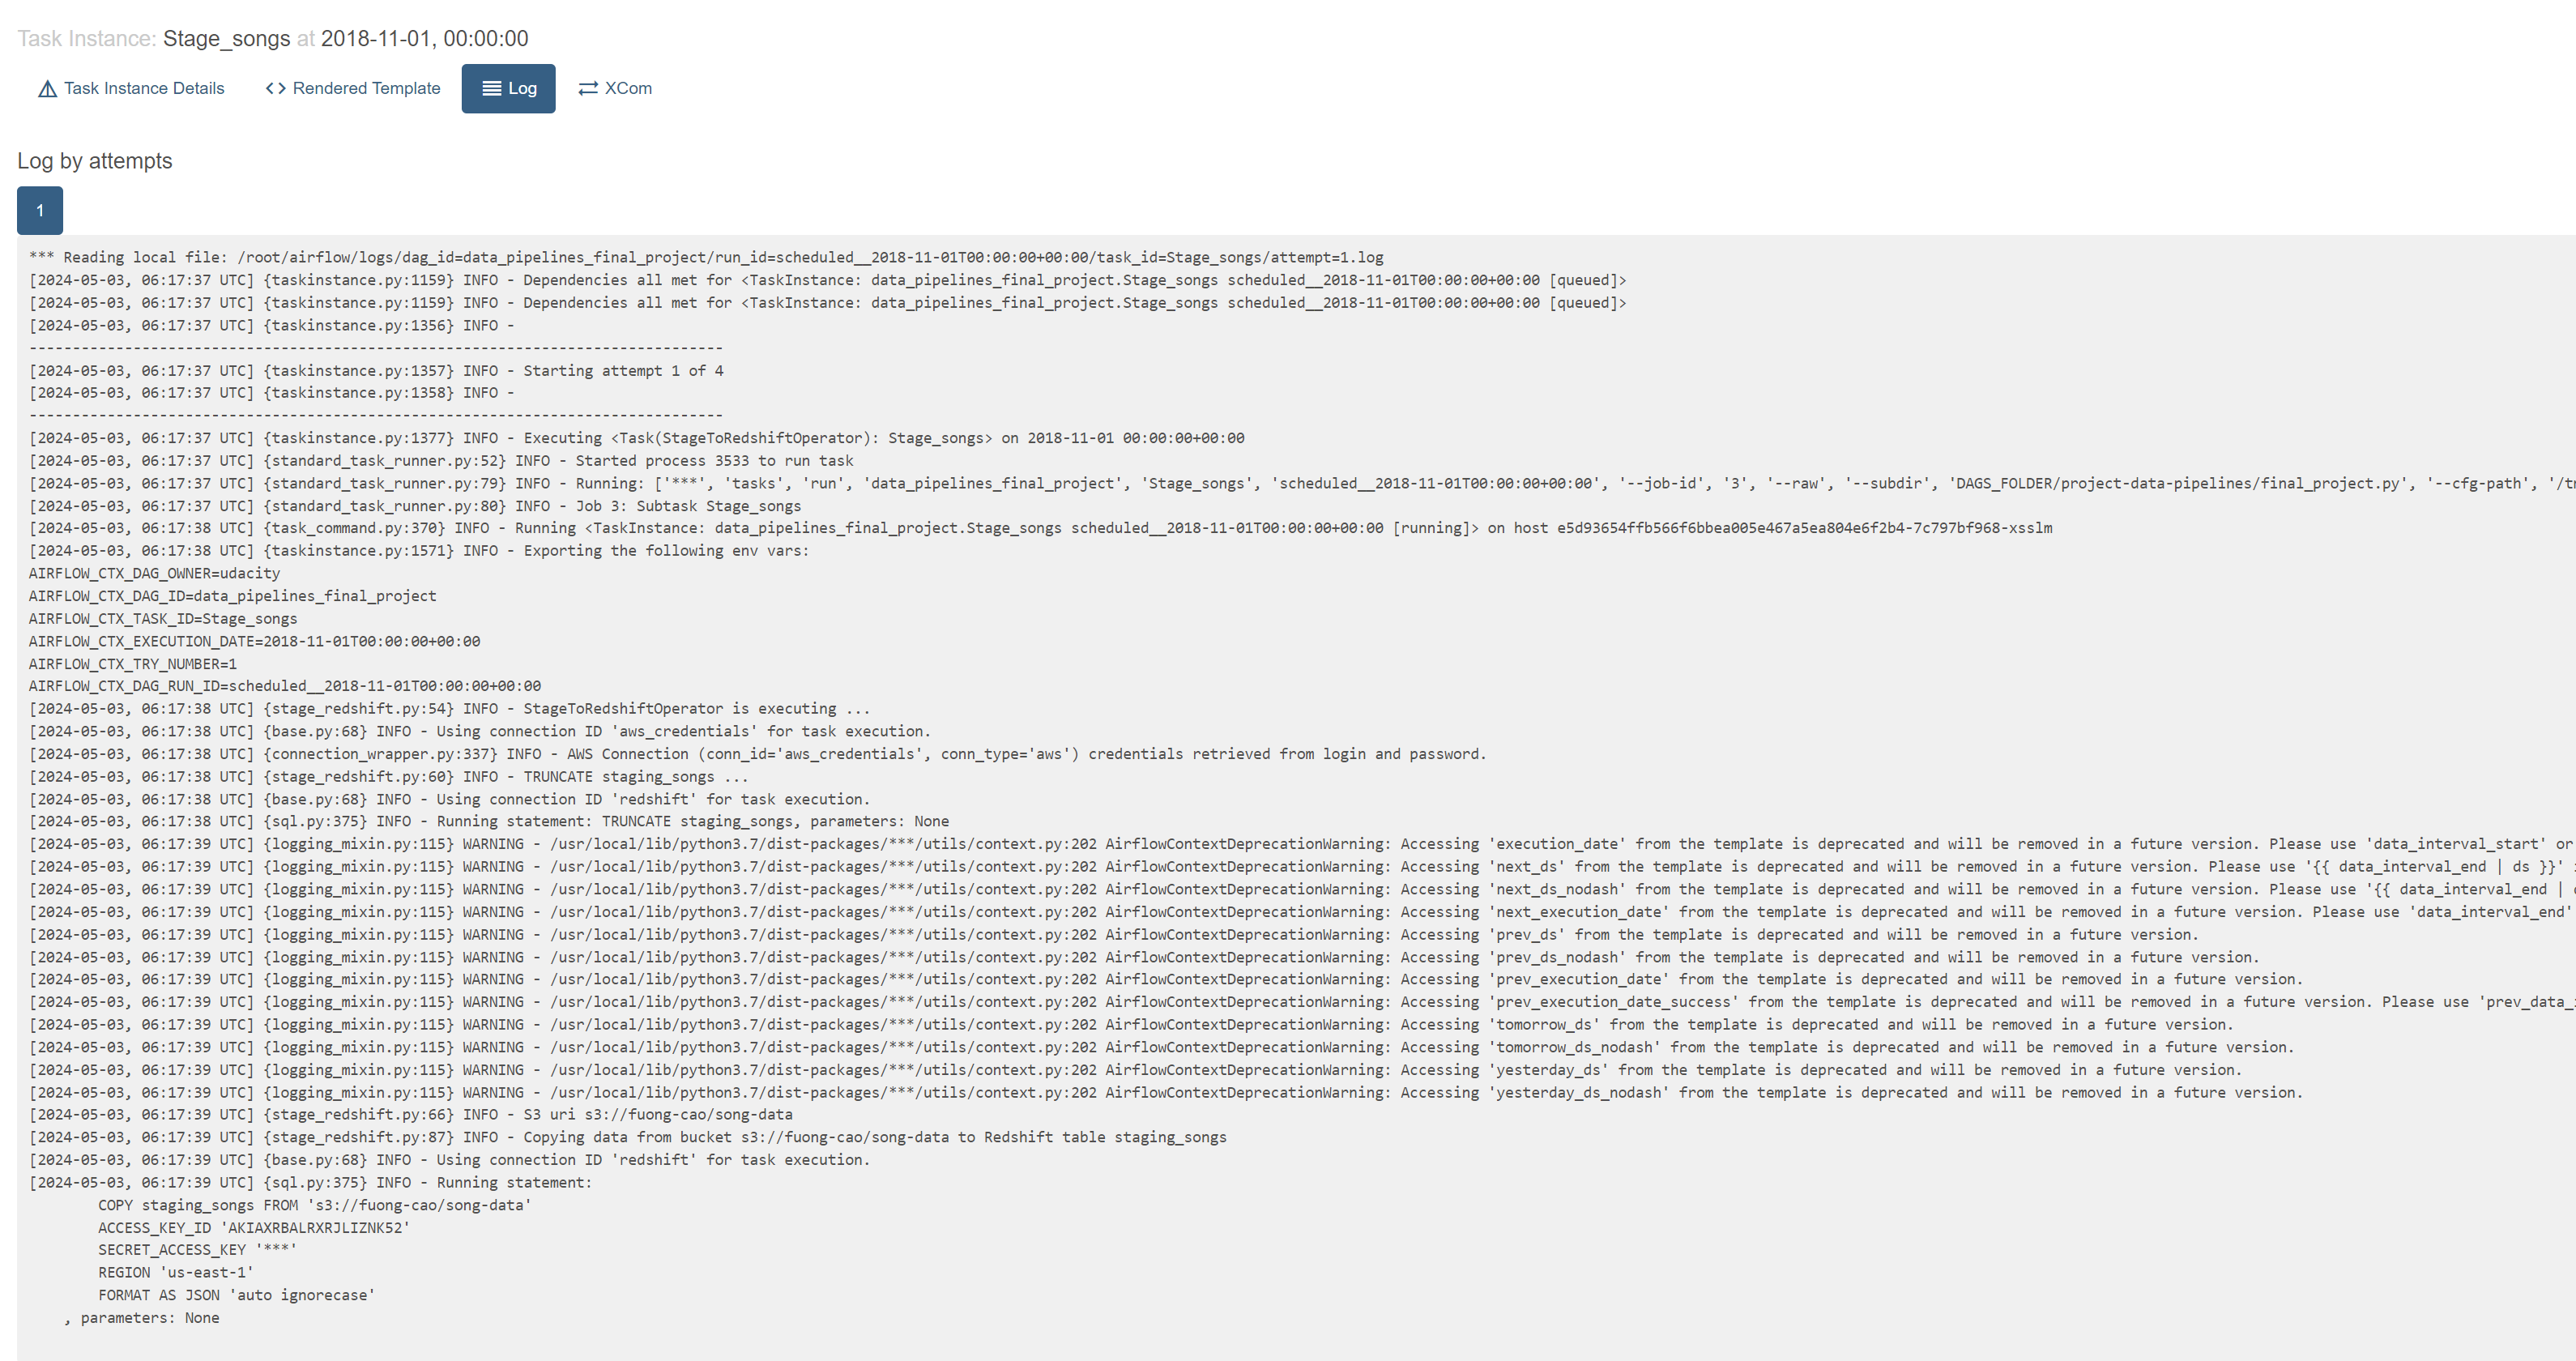 Task Instance: Stage_songs at 2018-11-01, 00:00:00
Task Instance Details
Rendered Template
Log
XCom
Log by attempts
1
*** Reading local file: /root/airflow/logs/dag_id=data_pipelines_final_project/run_id=scheduled__2018-11-01T00:00:00+00:00/task_id=Stage_songs/attempt=1.log
[2024-05-03, 06:17:37 UTC] {taskinstance.py:1159} INFO - Dependencies all met for <TaskInstance: data_pipelines_final_project.Stage_songs scheduled__2018-11-01T00:00:00+00:00 [queued]>
[2024-05-03, 06:17:37 UTC] {taskinstance.py:1159} INFO - Dependencies all met for <TaskInstance: data_pipelines_final_project.Stage_songs scheduled__2018-11-01T00:00:00+00:00 [queued]>
[2024-05-03, 06:17:37 UTC] {taskinstance.py:1356} INFO -
--------------------------------------------------------------------------------
[2024-05-03, 06:17:37 UTC] {taskinstance.py:1357} INFO - Starting attempt 1 of 4
[2024-05-03, 06:17:37 UTC] {taskinstance.py:1358} INFO -
--------------------------------------------------------------------------------
[2024-05-03, 06:17:37 UTC] {taskinstance.py:1377} INFO - Executing <Task(StageToRedshiftOperator): Stage_songs> on 2018-11-01 00:00:00+00:00
[2024-05-03, 06:17:37 UTC] {standard_task_runner.py:52} INFO - Started process 3533 to run task
[2024-05-03, 06:17:37 UTC] {standard_task_runner.py:79} INFO - Running: ['***', 'tasks', 'run', 'data_pipelines_final_project', 'Stage_songs', 'scheduled__2018-11-01T00:00:00+00:00', '--job-id', '3', '--raw', '--subdir', 'DAGS_FOLDER/project-data-pipelines/final_project.py', '--cfg-path',
[2024-05-03, 06:17:37 UTC] {standard_task_runner.py:80} INFO - Job 3: Subtask Stage_songs
[2024-05-03, 06:17:38 UTC] {task_command.py:370} INFO - Running <TaskInstance: data_pipelines_final_project.Stage_songs scheduled__2018-11-01T00:00:00+00:00 [running]> on host e5d93654ffb566f6bbea005e467a5ea804e6f2b4-7c797bf968-xsslm
[2024-05-03, 06:17:38 UTC] {taskinstance.py:1571} INFO - Exporting the following env vars:
AIRFLOW_CTX_DAG_OWNER=udacity
AIRFLOW_CTX_DAG_ID=data_pipelines_final_project
AIRFLOW_CTX_TASK_ID=Stage_songs
AIRFLOW_CTX_EXECUTION_DATE=2018-11-01T00:00:00+00:00
AIRFLOW_CTX_TRY_NUMBER=1
AIRFLOW_CTX_DAG_RUN_ID=scheduled__2018-11-01T00:00:00+00:00
[2024-05-03, 06:17:38 UTC] {stage_redshift.py:54} INFO - StageToRedshiftOperator is executing ...
[2024-05-03, 06:17:38 UTC] {base.py:68} INFO - Using connection ID 'aws_credentials' for task execution.
[2024-05-03, 06:17:38 UTC] {connection_wrapper.py:337} INFO - AWS Connection (conn_id='aws_credentials', conn_type='aws') credentials retrieved from login and password.
[2024-05-03, 06:17:38 UTC] {stage_redshift.py:60} INFO - TRUNCATE staging_songs ...
[2024-05-03, 06:17:38 UTC] {base.py:68} INFO - Using connection ID 'redshift' for task execution.
[2024-05-03, 06:17:38 UTC] {sql.py:375} INFO - Running statement: TRUNCATE staging_songs, parameters: None
[2024-05-03, 06:17:39 UTC] {logging_mixin.py:115} WARNING - /usr/local/lib/python3.7/dist-packages/***/utils/context.py:202 AirflowContextDeprecationWarning: Accessing 'execution_date' from the template is deprecated and will be removed in a future version. Please use 'data_interval_start' or
[2024-05-03, 06:17:39 UTC] {logging_mixin.py:115} WARNING - /usr/local/lib/python3.7/dist-packages/***/utils/context.py:202 AirflowContextDeprecationWarning: Accessing 'next_ds' from the template is deprecated and will be removed in a future version. Please use '{{ data_interval_end | ds }}'
[2024-05-03, 06:17:39 UTC] {logging_mixin.py:115} WARNING - /usr/local/lib/python3.7/dist-packages/***/utils/context.py:202 AirflowContextDeprecationWarning: Accessing 'next_ds_nodash' from the template is deprecated and will be removed in a future version. Please use '{{ data_interval_end |
[2024-05-03, 06:17:39 UTC] {logging_mixin.py:115} WARNING - /usr/local/lib/python3.7/dist-packages/***/utils/context.py:202 AirflowContextDeprecationWarning: Accessing 'next_execution_date' from the template is deprecated and will be removed in a future version. Please use 'data_interval_end'
[2024-05-03, 06:17:39 UTC] {logging_mixin.py:115} WARNING - /usr/local/lib/python3.7/dist-packages/***/utils/context.py:202 AirflowContextDeprecationWarning: Accessing 'prev_ds' from the template is deprecated and will be removed in a future version.
[2024-05-03, 06:17:39 UTC] {logging_mixin.py:115} WARNING - /usr/local/lib/python3.7/dist-packages/***/utils/context.py:202 AirflowContextDeprecationWarning: Accessing 'prev_ds_nodash' from the template is deprecated and will be removed in a future version.
[2024-05-03, 06:17:39 UTC] {logging_mixin.py:115} WARNING - /usr/local/lib/python3.7/dist-packages/***/utils/context.py:202 AirflowContextDeprecationWarning: Accessing 'prev_execution_date' from the template is deprecated and will be removed in a future version.
[2024-05-03, 06:17:39 UTC] {logging_mixin.py:115} WARNING - /usr/local/lib/python3.7/dist-packages/***/utils/context.py:202 AirflowContextDeprecationWarning: Accessing 'prev_execution_date_success' from the template is deprecated and will be removed in a future version. Please use
[2024-05-03, 06:17:39 UTC] {logging_mixin.py:115} WARNING - /usr/local/lib/python3.7/dist-packages/***/utils/context.py:202 AirflowContextDeprecationWarning: Accessing 'tomorrow_ds' from the template is deprecated and will be removed in a future version.
[2024-05-03, 06:17:39 UTC] {logging_mixin.py:115} WARNING - /usr/local/lib/python3.7/dist-packages/***/utils/context.py:202 AirflowContextDeprecationWarning: Accessing 'tomorrow_ds_nodash' from the template is deprecated and will be removed in a future version.
[2024-05-03, 06:17:39 UTC] {logging_mixin.py:115} WARNING - /usr/local/lib/python3.7/dist-packages/***/utils/context.py:202 AirflowContextDeprecationWarning: Accessing 'yesterday_ds' from the template is deprecated and will be removed in a future version.
[2024-05-03, 06:17:39 UTC] {logging_mixin.py:115} WARNING - /usr/local/lib/python3.7/dist-packages/***/utils/context.py:202 AirflowContextDeprecationWarning: Accessing 'yesterday_ds_nodash' from the template is deprecated and will be removed in a future version.
[2024-05-03, 06:17:39 UTC] {stage_redshift.py:66} INFO - S3 uri s3://fuong-cao/song-data
[2024-05-03, 06:17:39 UTC] {stage_redshift.py:87} INFO - Copying data from bucket s3://fuong-cao/song-data to Redshift table staging_songs
[2024-05-03, 06:17:39 UTC] {base.py:68} INFO - Using connection ID 'redshift' for task execution.
[2024-05-03, 06:17:39 UTC] {sql.py:375} INFO - Running statement:
COPY staging_songs FROM 's3://fuong-cao/song-data'
ACCESS_KEY_ID 'AKIAXRBALRXRJLIZNK52'
SECRET_ACCESS_KEY '***'
REGION 'us-east-1'
FORMAT AS JSON 'auto ignorecase'
, parameters: None